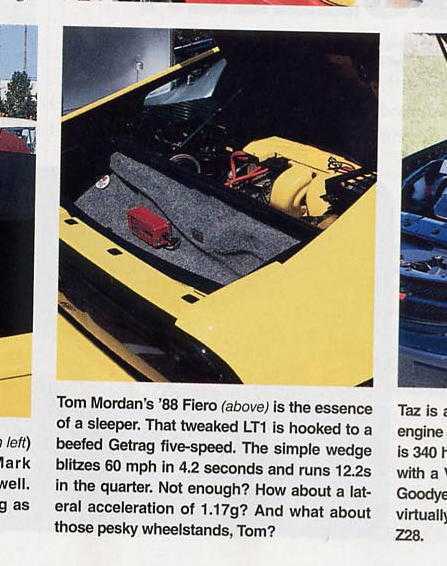 Tom Mordan's '88 Fiero (above) is the essence
of a sleeper. That tweaked LT1 is hooked to a
beefed Getrag five-speed. The simple wedge
blitzes 60 mph in 4.2 seconds and runs 12.2s
in the quarter. Not enough? How about a lat-
eral acceleration of 1.17g? And what about
those pesky wheelstands, Tom?
left)
Mark
well.
g as
Taz is a
engine
is 340 h
with a
Goodye
virtually
Z28.